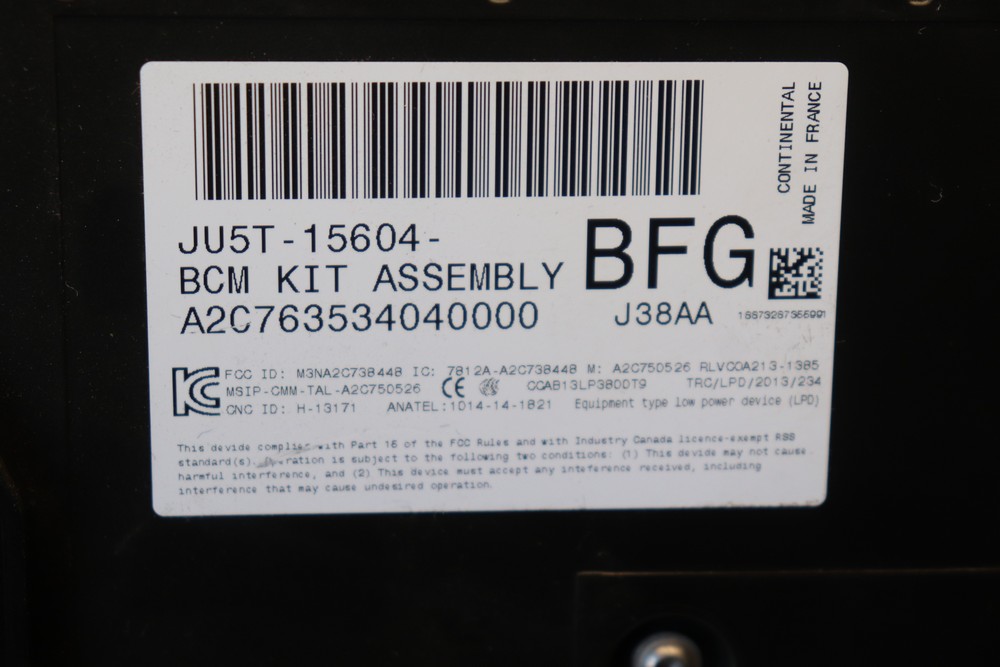 CONTINENTAL
MADE IN FRANCE
JU5T-15604-
BFG
BCM KIT ASSEMBLY
A2C763534040000
J38AA
FCC ID: M3NA2C738448 IC: 7812A-A2C738448 M: A2C750526 RLVCOA213-1385
MSIP-CMM-TAL-A2C750526 CE CCAB13LP3800T9 TRC/LPD/2013/234
CNC ID: H-13171 ANATEL:1014-14-1821 Equipment type low power device (LPD)
This devide complies with Part 15 of the FCC Rules and with Industry Canada licence-exempt RSS
standard(s). is subject to the following two conditions: (1) This devide may not cause
harmful interference, and (2) This device must accept any inteference received, including
interference that may cause undesired operation.